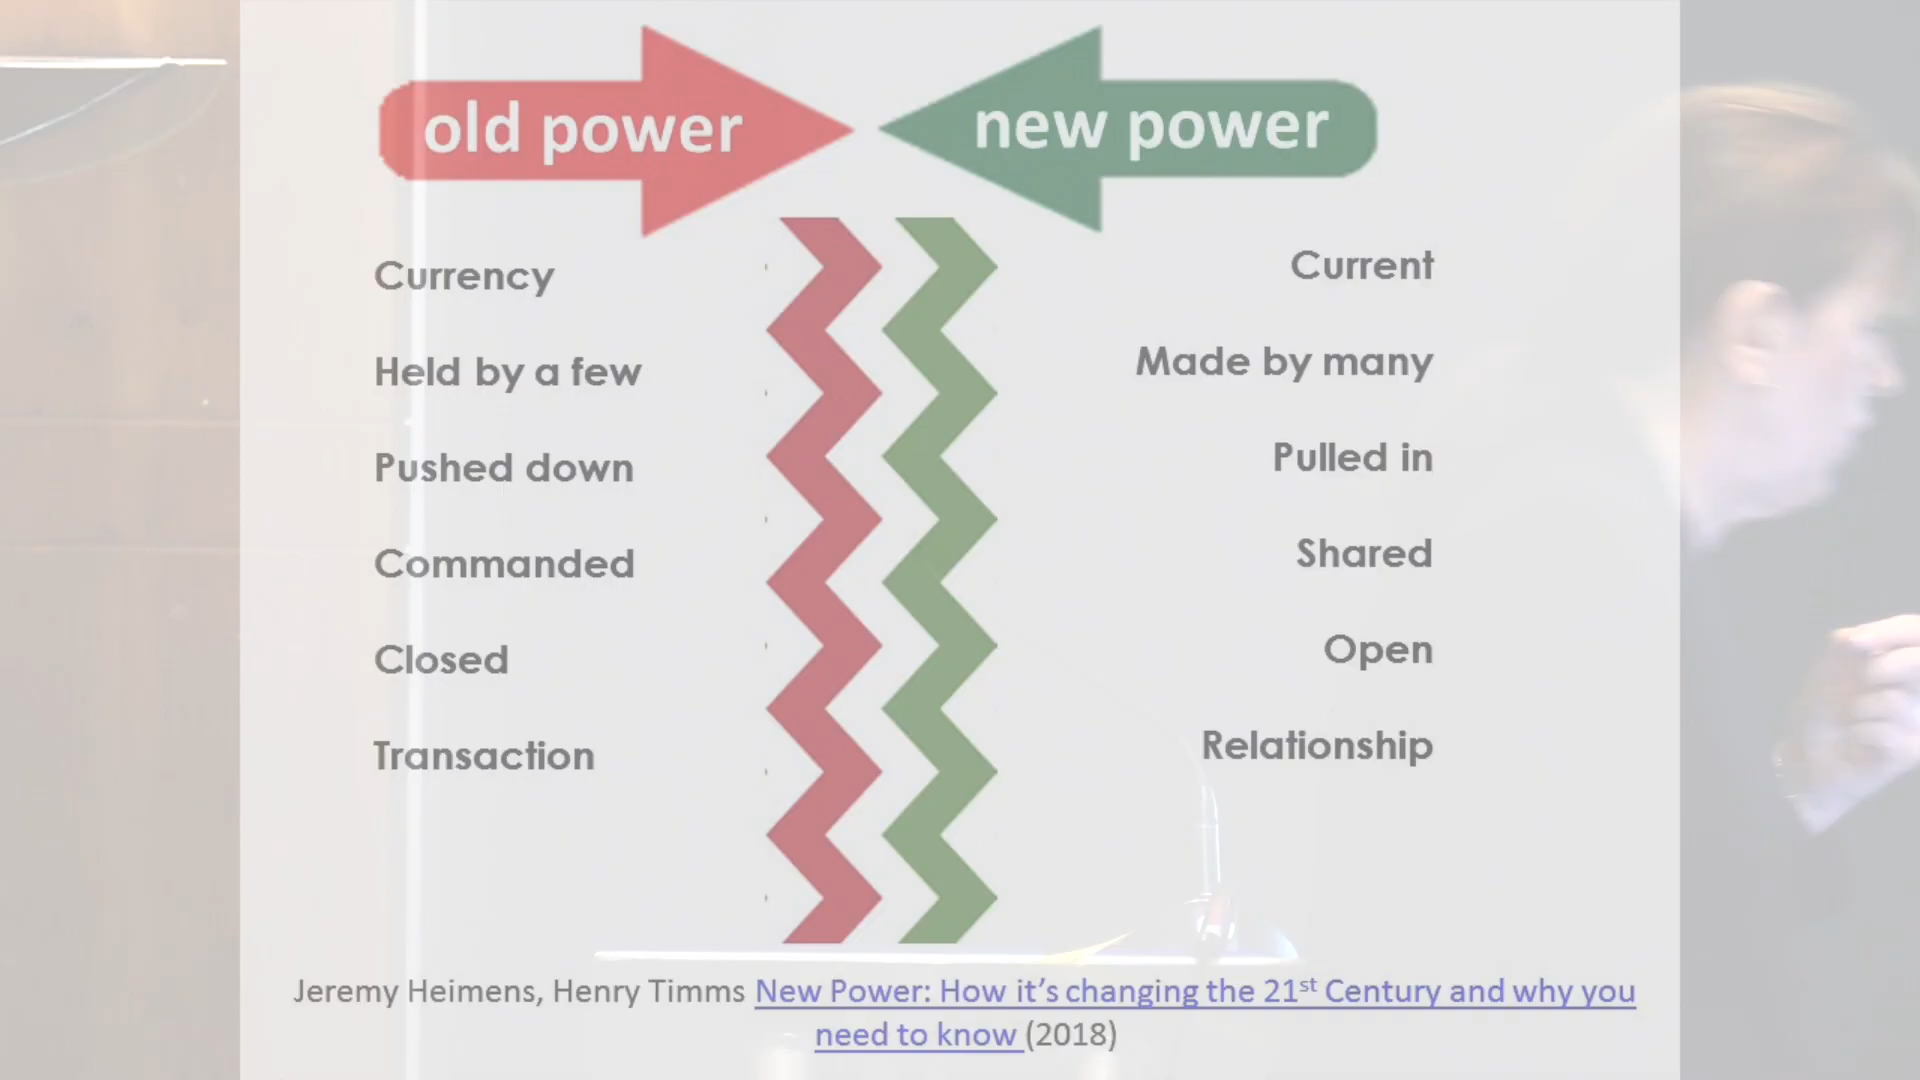 old power
new power
Currency
Current
Held by a few
Made by many
Pushed down
Pulled in
Commanded
Shared
Closed
Open
Transaction
Relationship
Jeremy Heimens, Henry Timms New Power: How it’s changing the 21st Century and why you
need to know (2018)